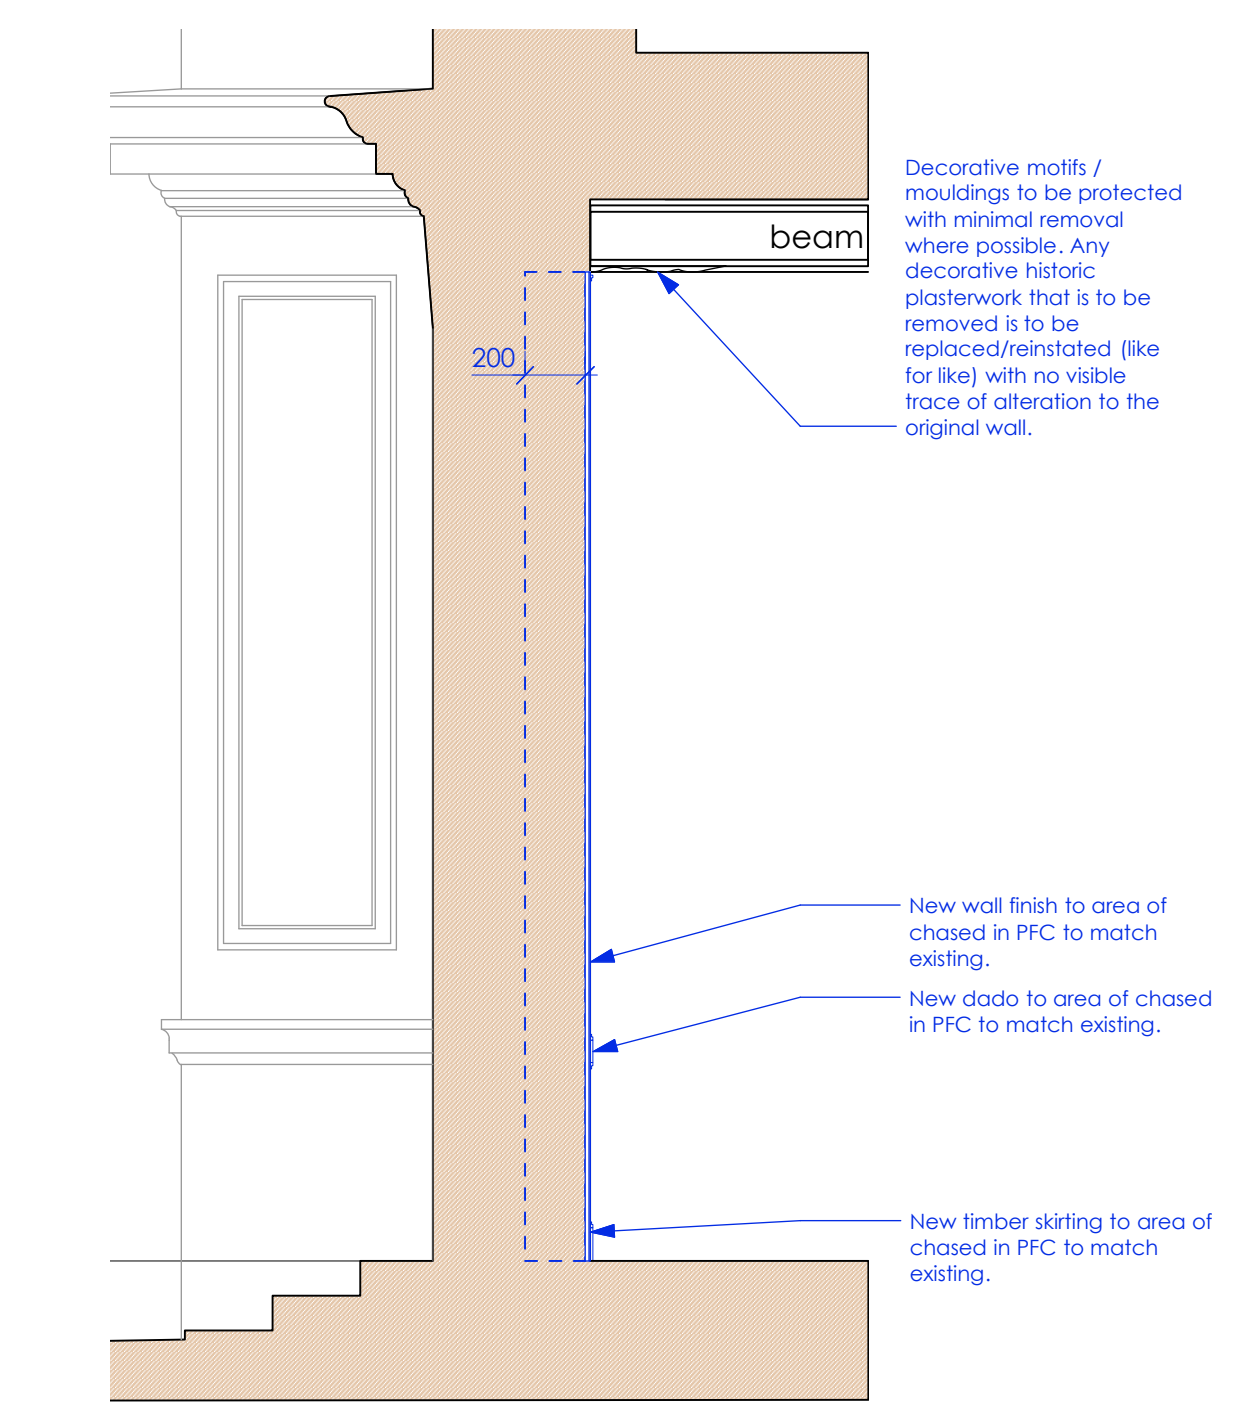 Decorative motifs /
mouldings to be protected
with minimal removal
where possible. Any
decorative historic
plasterwork that is to be
removed is to be
replaced/reinstated (like
for like) with no visible
trace of alteration to the
original wall.
beam
200
New wall finish to area of
chased in PFC to match
existing.
New dado to area of chased
in PFC to match existing.
New timber skirting to area of
chased in PFC to match
existing.